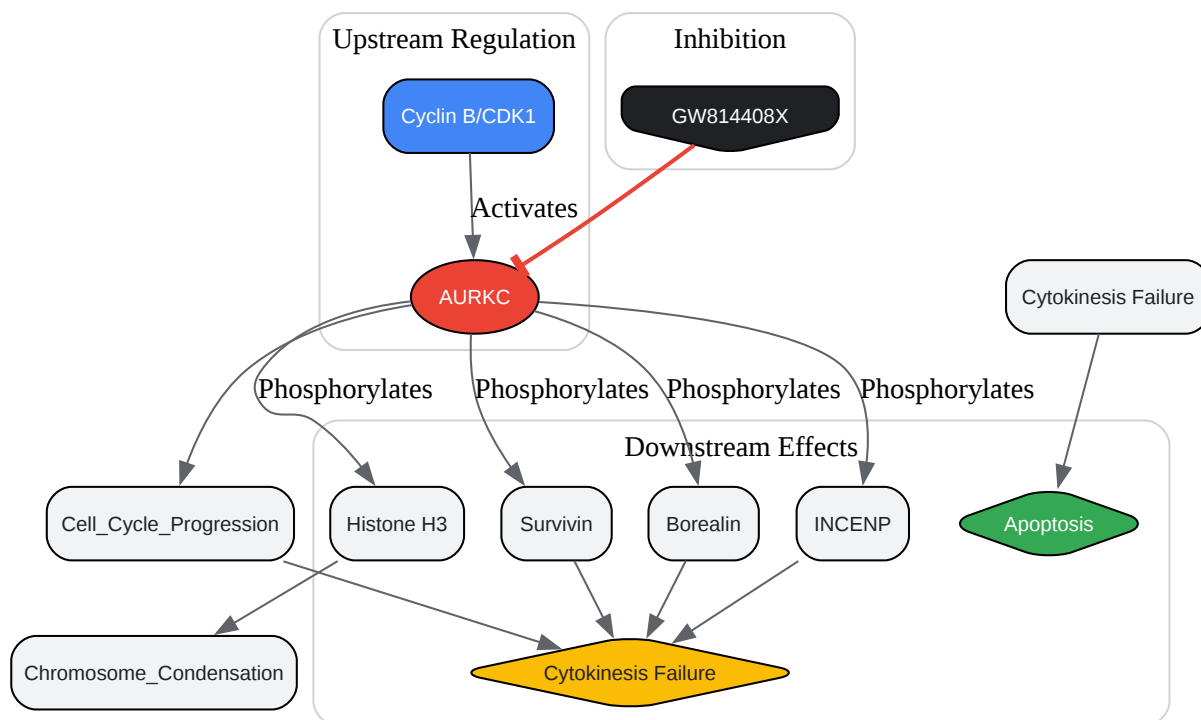 Upstream Regulation
Inhibition
Cyclin B/CDK1
GW814408X
Activates
AURKC
Cytokinesis Failure
Phosphorylates
Phosphorylates
Phosphorylates
Phosphorylates
Downstream Effects
Cell_Cycle_Progression
Histone H3
Survivin
Borealin
INCENP
Apoptosis
Chromosome_Condensation
Cytokinesis Failure